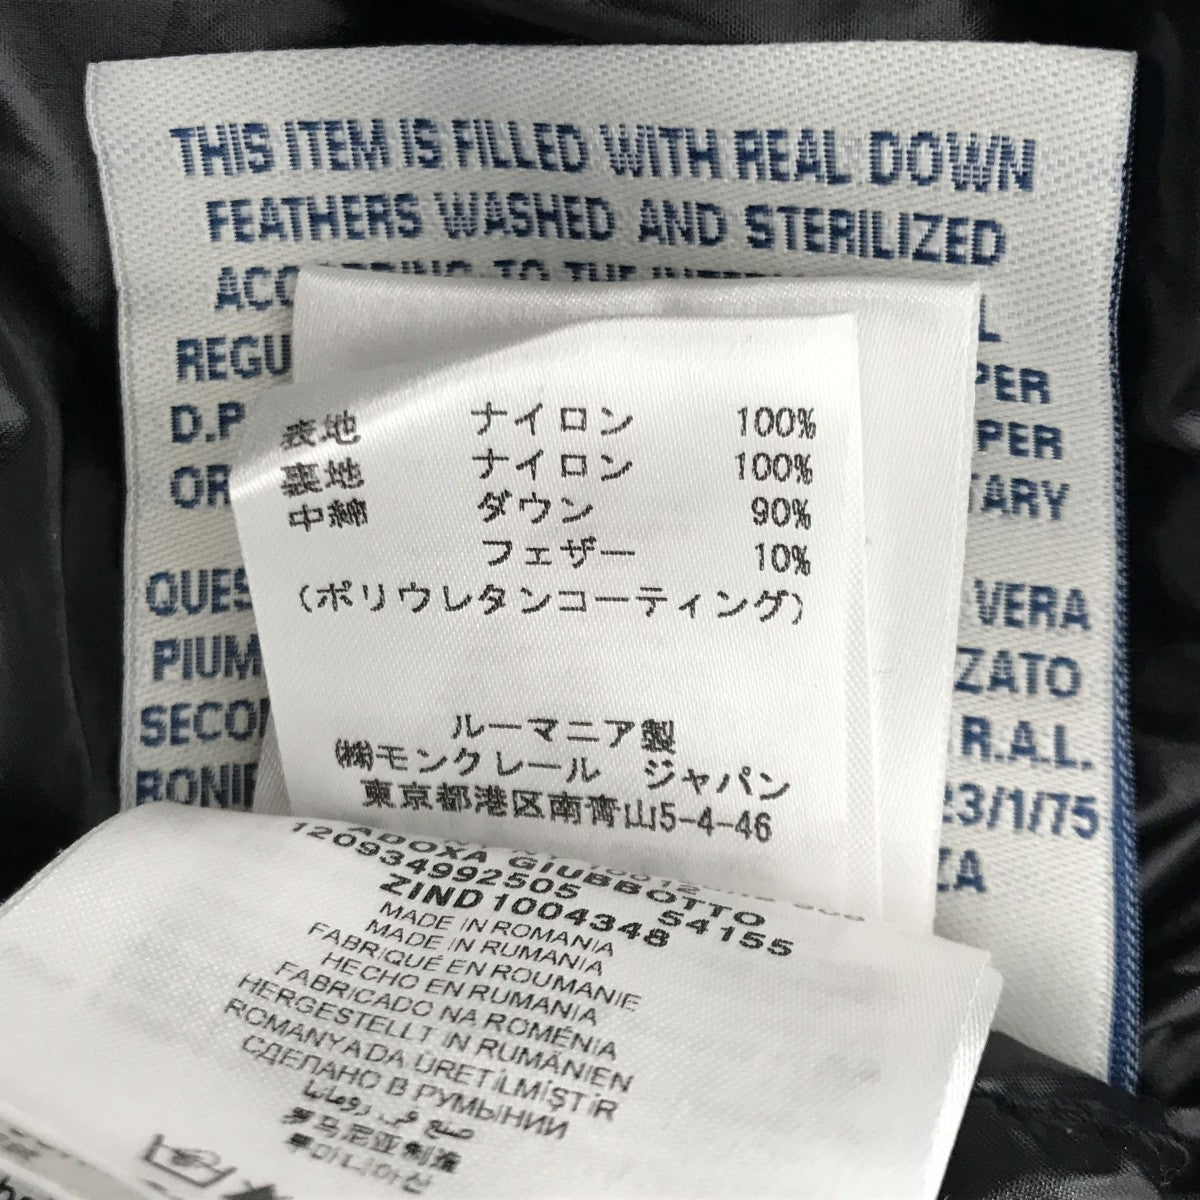 THIS ITEM IS FILLED WITH REAL DOWN
FEATHERS WASHED AND STERILIZED
REGU
PER
D.P
PER
OR
TARY
QUES
VERA
PIUM
ZATO
SECO
R.A.L.
23/1/75
ZA
表地 ナイロン 100%
裏地 ナイロン 100%
中綿 ダウン 90%
フェザー 10%
(ポリウレタンコーティング)
ルーマニア製
㈱モンクレール ジャパン
東京都港区南青山5-4-46
ADOXA GIUBBOTTO
120934992505 54155
ZIND1004348
MADE IN ROMANIA
MADE IN RUMANIA
FABRIQUÉ EN ROUMANIE
HECHO EN RUMANIA
FABRICADO NA ROMÉNIA
HERGESTELLT IN RUMÄNIEN
ROMANYADA ÜRETİLMİŞTİR
СДЕЛАНО В РУМЫНИИ
صنع في رومانيا
罗马尼亚制造
루마니아산